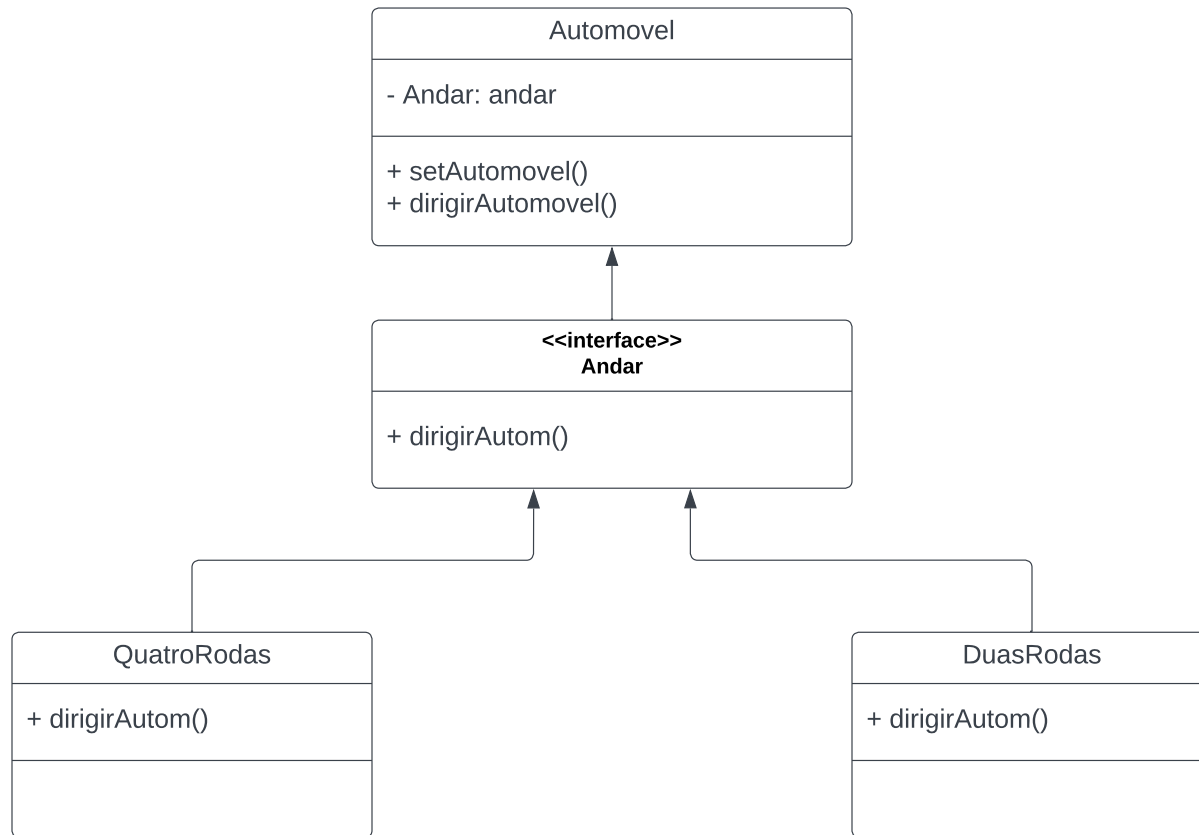 Automovel
- Andar: andar
+ setAutomovel()
+ dirigirAutomovel()
<<interface>>
Andar
+ dirigirAutom()
QuatroRodas
+ dirigirAutom()
DuasRodas
+ dirigirAutom()